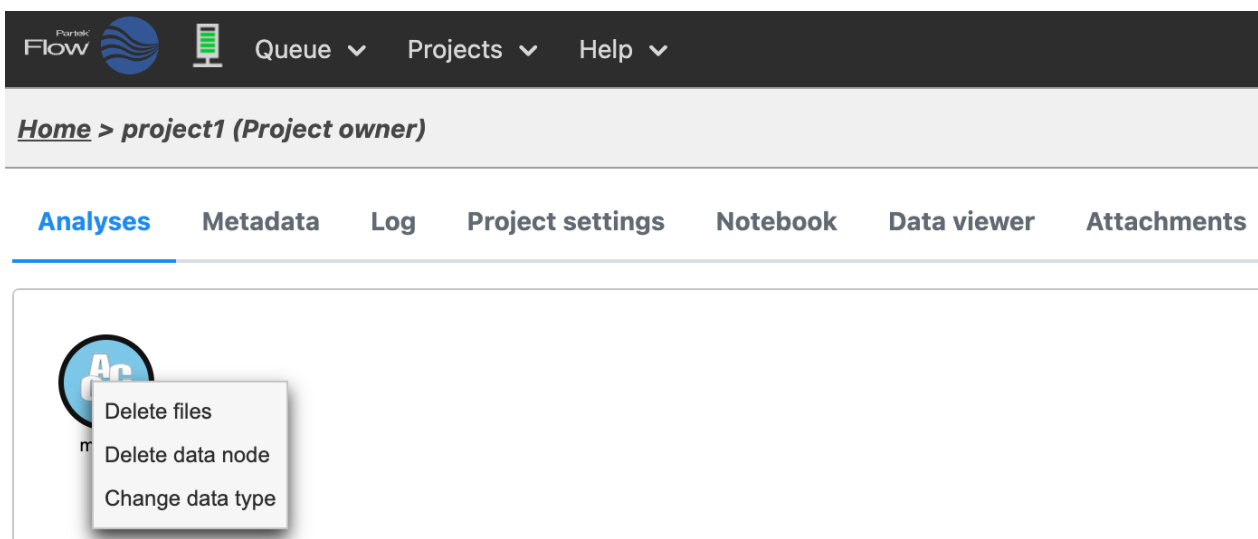 Partek
Flow
Queue Projects Help
Home > project1 (Project owner)
Analyses Metadata Log Project settings Notebook Data viewer Attachments
Delete files
Delete data node
Change data type